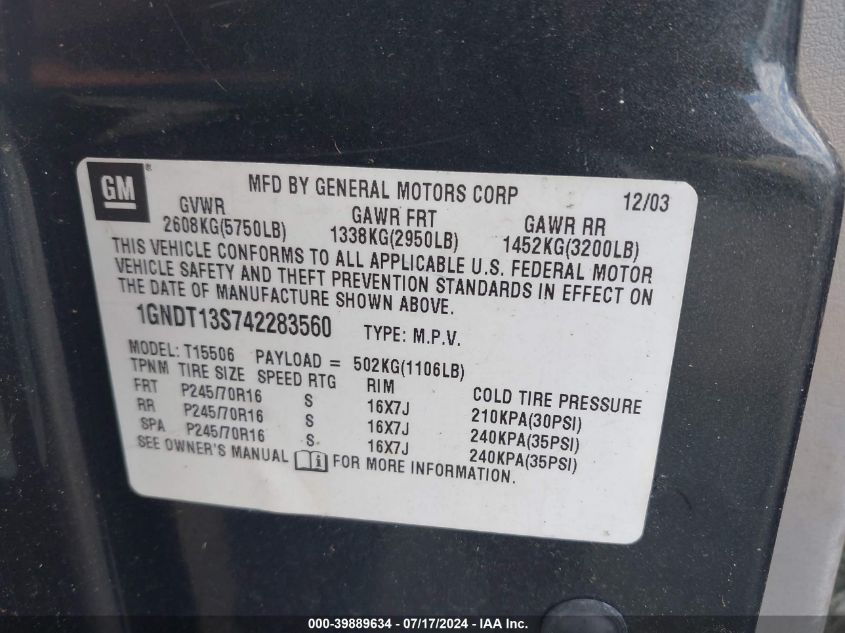 GM ® MFD BY GENERAL MOTORS CORP 12/03
GVWR GAWR FRT GAWR RR
2608KG(5750LB) 1338KG(2950LB) 1452KG(3200LB)
THIS VEHICLE CONFORMS TO ALL APPLICABLE U.S. FEDERAL MOTOR
VEHICLE SAFETY AND THEFT PREVENTION STANDARDS IN EFFECT ON
THE DATE OF MANUFACTURE SHOWN ABOVE.
1GNDT13S742283560 TYPE: M.P.V.
MODEL: T15506 PAYLOAD = 502KG(1106LB)
TPNM TIRE SIZE SPEED RTG RIM COLD TIRE PRESSURE
FRT P245/70R16 S 16X7J 210KPA(30PSI)
RR P245/70R16 S 16X7J 240KPA(35PSI)
SPA P245/70R16 S 16X7J 240KPA(35PSI)
SEE OWNER'S MANUAL i FOR MORE INFORMATION.
000-39889634 - 07/17/2024 - IAA Inc.